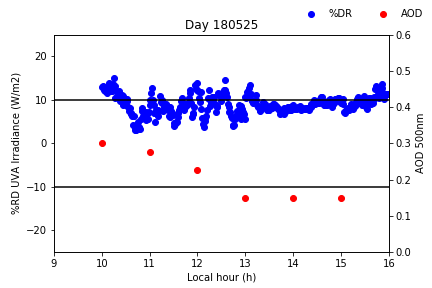 %DR AOD
Day 180525
20
10
0
−10
−20
%RD UVA Irradiance (W/m2)
0.6
0.5
0.4
0.3
0.2
0.1
0.0
AOD 500nm
9 10 11 12 13 14 15 16
Local hour (h)